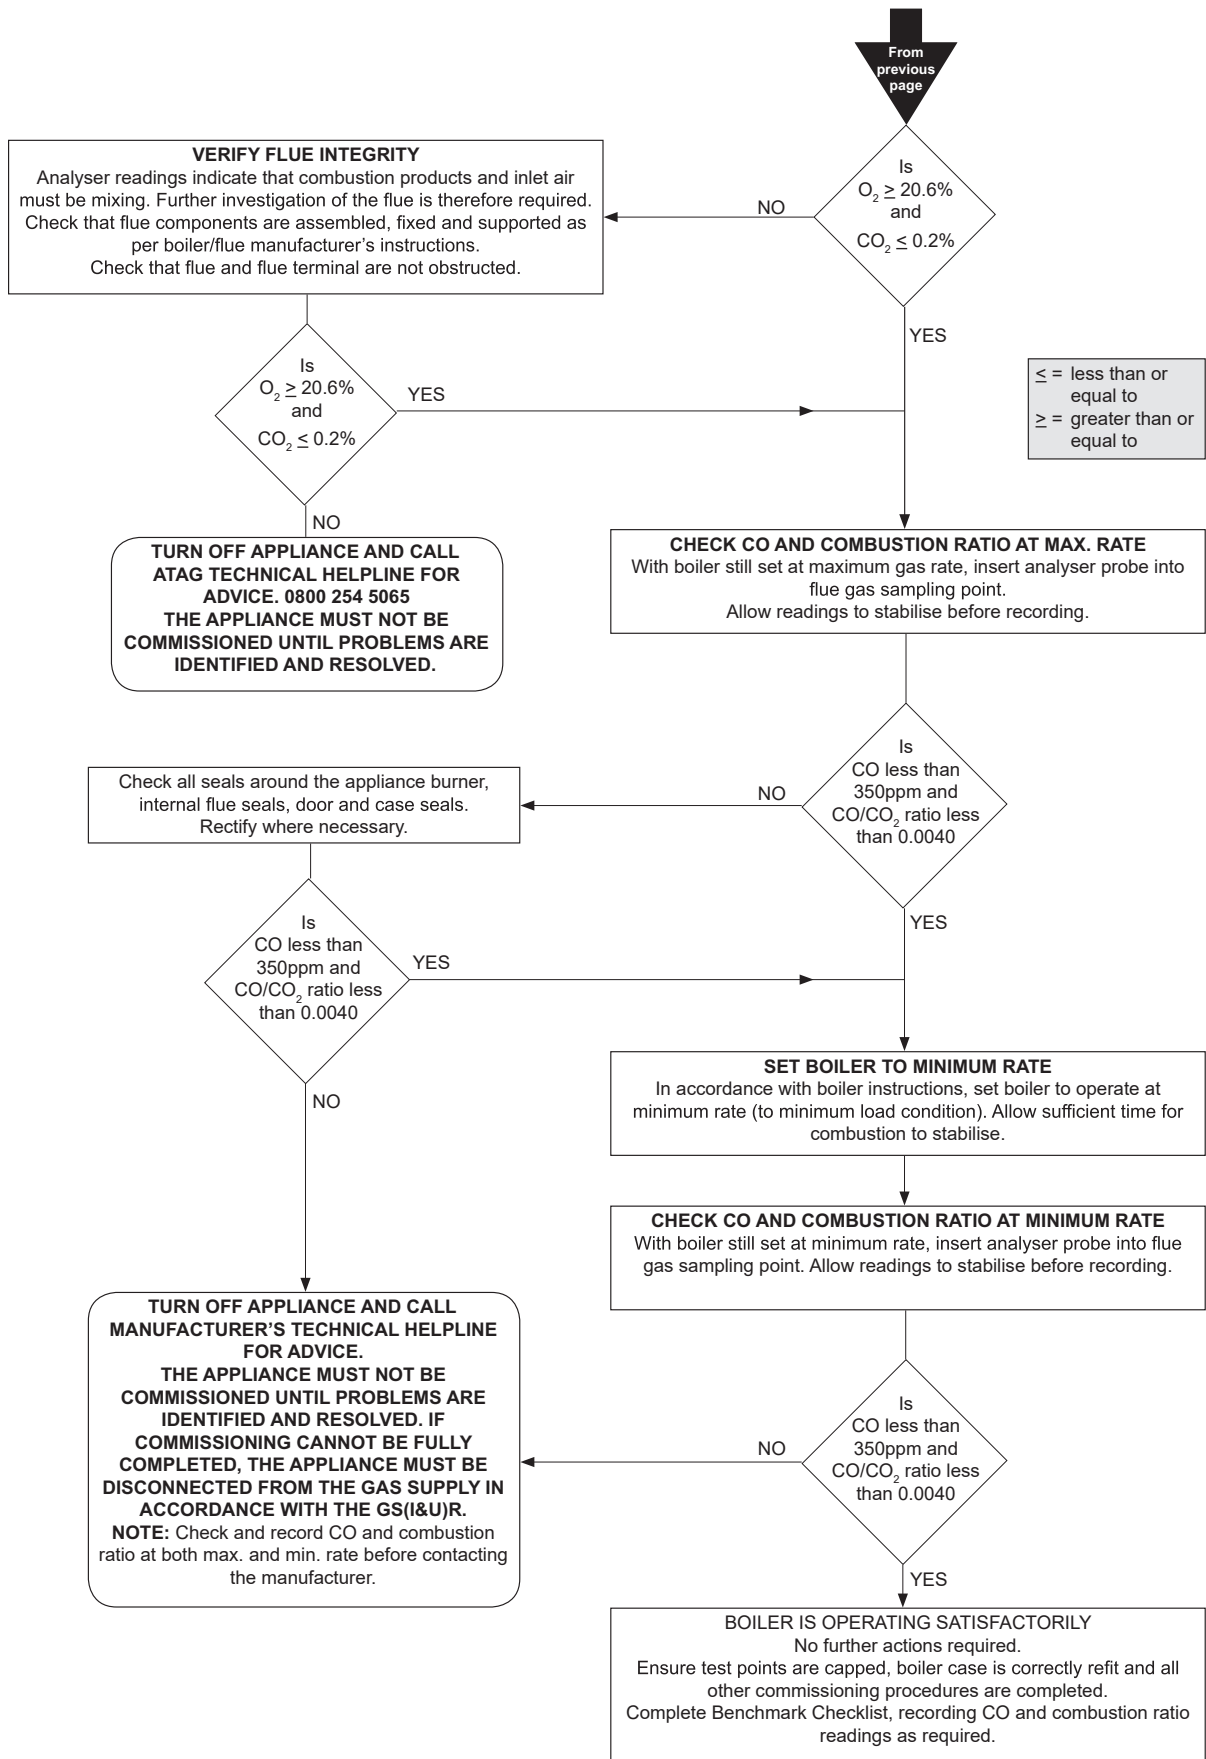 From
previous
page
Is
O₂ ≥ 20.6%
and
CO₂ ≤ 0.2%
NO
YES
VERIFY FLUE INTEGRITY
Analyser readings indicate that combustion products and inlet air
must be mixing. Further investigation of the flue is therefore required.
Check that flue components are assembled, fixed and supported as
per boiler/flue manufacturer's instructions.
Check that flue and flue terminal are not obstructed.
Is
O₂ ≥ 20.6%
and
CO₂ ≤ 0.2%
YES
NO
≤ = less than or
equal to
≥ = greater than or
equal to
TURN OFF APPLIANCE AND CALL
ATAG TECHNICAL HELPLINE FOR
ADVICE. 0800 254 5065
THE APPLIANCE MUST NOT BE
COMMISSIONED UNTIL PROBLEMS ARE
IDENTIFIED AND RESOLVED.
CHECK CO AND COMBUSTION RATIO AT MAX. RATE
With boiler still set at maximum gas rate, insert analyser probe into
flue gas sampling point.
Allow readings to stabilise before recording.
Is
CO less than
350ppm and
CO/CO₂ ratio less
than 0.0040
NO
YES
Check all seals around the appliance burner,
internal flue seals, door and case seals.
Rectify where necessary.
Is
CO less than
350ppm and
CO/CO₂ ratio less
than 0.0040
YES
NO
SET BOILER TO MINIMUM RATE
In accordance with boiler instructions, set boiler to operate at
minimum rate (to minimum load condition). Allow sufficient time for
combustion to stabilise.
CHECK CO AND COMBUSTION RATIO AT MINIMUM RATE
With boiler still set at minimum rate, insert analyser probe into flue
gas sampling point. Allow readings to stabilise before recording.
Is
CO less than
350ppm and
CO/CO₂ ratio less
than 0.0040
NO
YES
TURN OFF APPLIANCE AND CALL
MANUFACTURER'S TECHNICAL HELPLINE
FOR ADVICE.
THE APPLIANCE MUST NOT BE
COMMISSIONED UNTIL PROBLEMS ARE
IDENTIFIED AND RESOLVED. IF
COMMISSIONING CANNOT BE FULLY
COMPLETED, THE APPLIANCE MUST BE
DISCONNECTED FROM THE GAS SUPPLY IN
ACCORDANCE WITH THE GS(I&U)R.
NOTE: Check and record CO and combustion
ratio at both max. and min. rate before contacting
the manufacturer.
BOILER IS OPERATING SATISFACTORILY
No further actions required.
Ensure test points are capped, boiler case is correctly refit and all
other commissioning procedures are completed.
Complete Benchmark Checklist, recording CO and combustion ratio
readings as required.